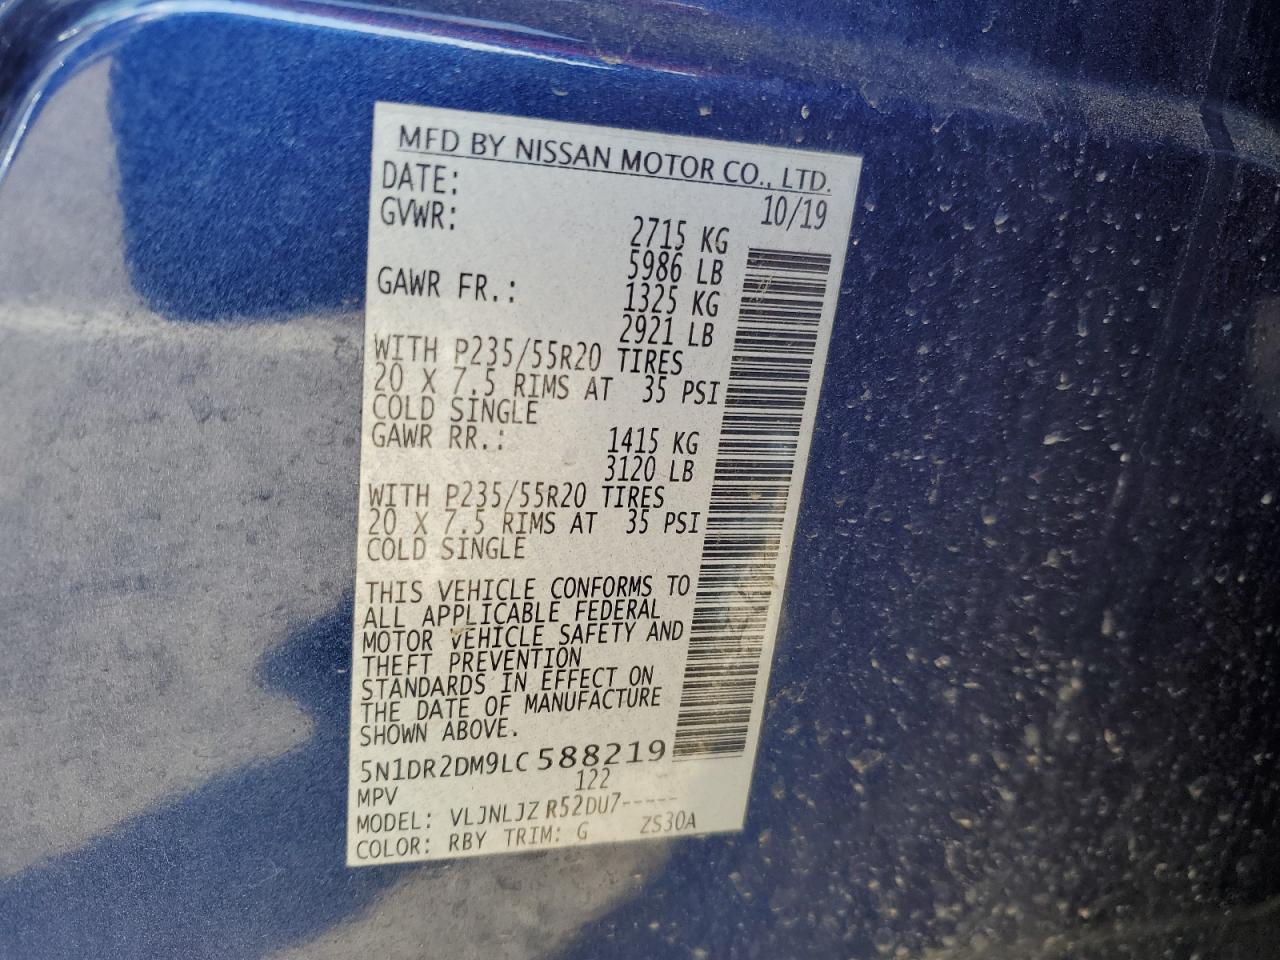 MFD BY NISSAN MOTOR CO., LTD.
DATE: 10/19
GVWR: 2715 KG
5986 LB
GAWR FR.: 1325 KG
2921 LB
WITH P235/55R20 TIRES
20 X 7.5 RIMS AT 35 PSI
COLD SINGLE
GAWR RR.: 1415 KG
3120 LB
WITH P235/55R20 TIRES
20 X 7.5 RIMS AT 35 PSI
COLD SINGLE
THIS VEHICLE CONFORMS TO
ALL APPLICABLE FEDERAL
MOTOR VEHICLE SAFETY AND
THEFT PREVENTION
STANDARDS IN EFFECT ON
THE DATE OF MANUFACTURE
SHOWN ABOVE.
5N1DR2DM9LC588219
MPV 122
MODEL: VLJNLJZ R52DU7-----
COLOR: RBY TRIM: G ZS30A